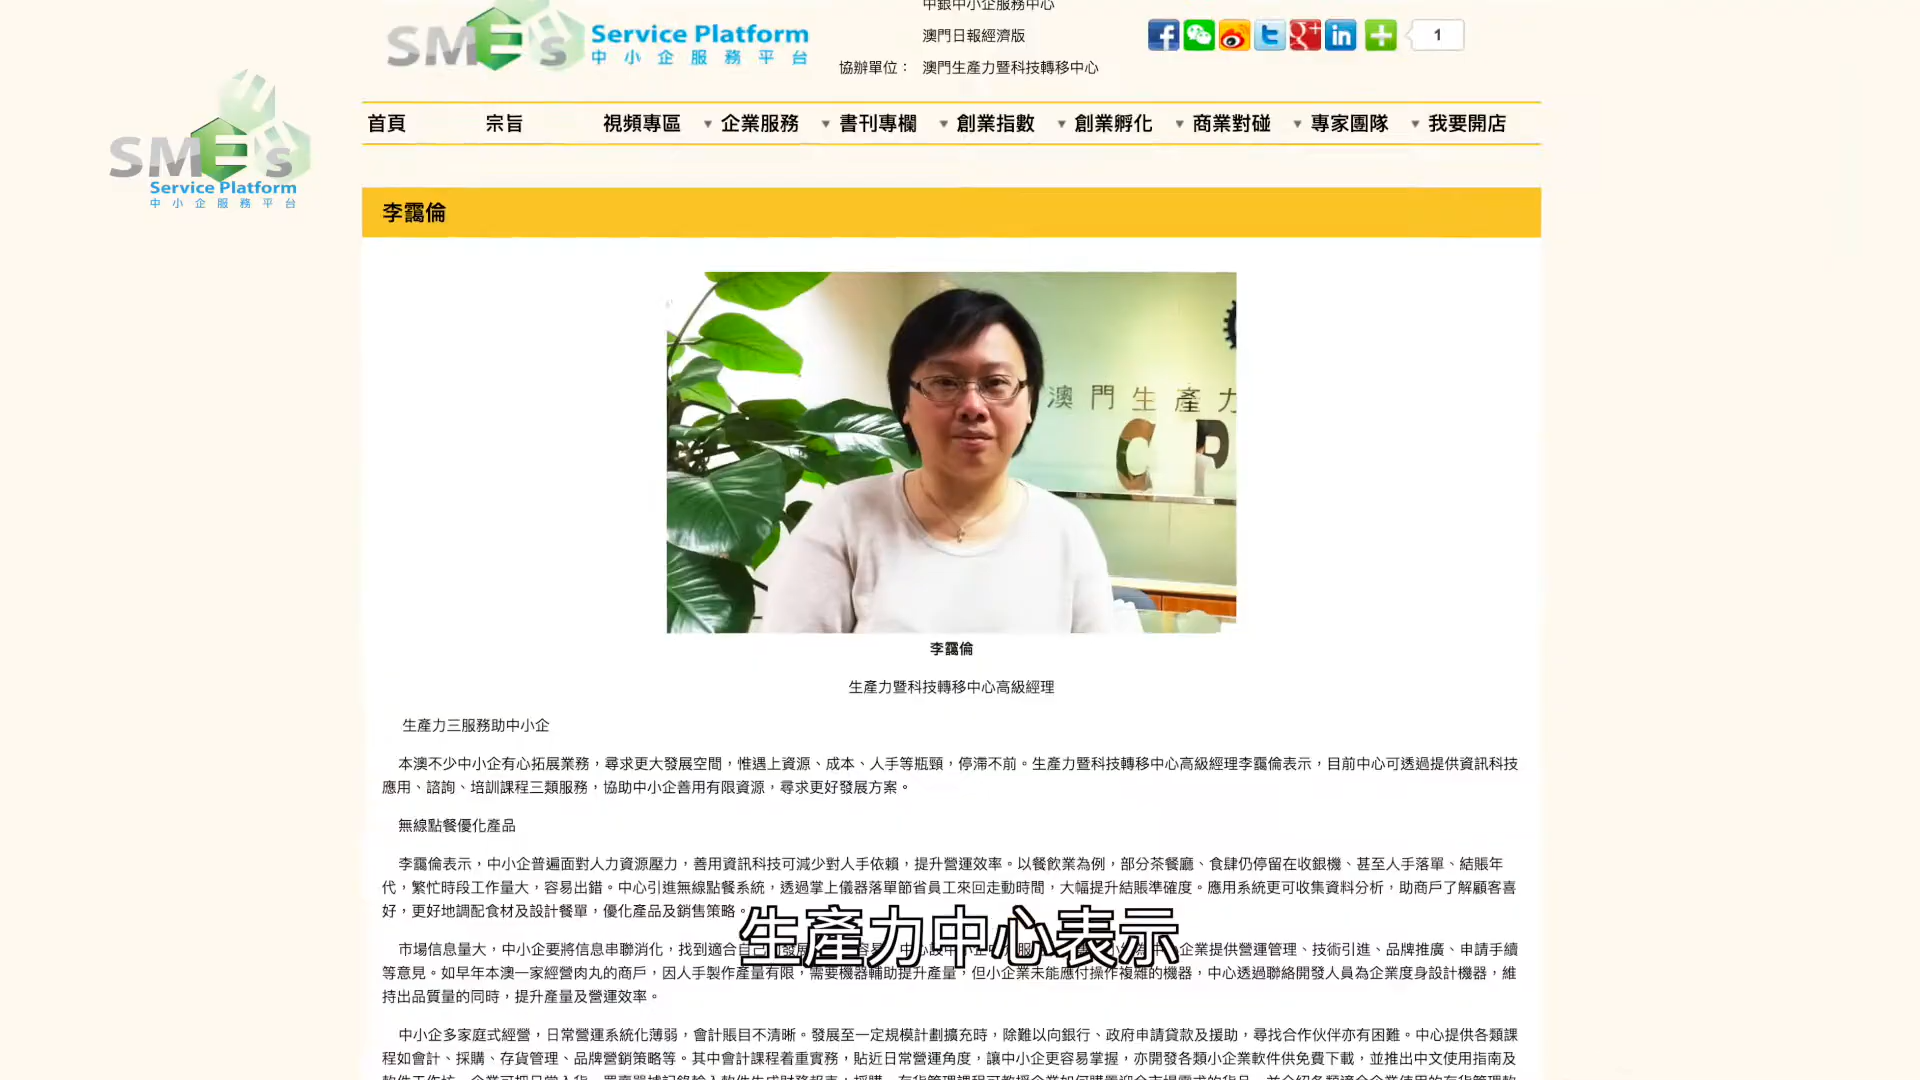 中銀中小企服務中心
SMEs Service Platform
中小企服務平台
澳門日報經濟版
協辦單位： 澳門生產力暨科技轉移中心
1
SMEs
Service Platform
中小企服務平台
首頁 宗旨 視頻專區 企業服務 書刊專欄 創業指數 創業孵化 商業對碰 專家團隊 我要開店
李靄倫
澳門生產力
CP
李靄倫
生產力暨科技轉移中心高級經理
生產力三服務助中小企
本澳不少中小企有心拓展業務，尋求更大發展空間，惟遇上資源、成本、人手等瓶頸，停滯不前。生產力暨科技轉移中心高級經理李靄倫表示，目前中心可透過提供資訊科技
應用、諮詢、培訓課程三類服務，協助中小企善用有限資源，尋求更好發展方案。
無線點餐優化產品
李靄倫表示，中小企普遍面對人力資源壓力，善用資訊科技可減少對人手依賴，提升營運效率。以餐飲業為例，部分茶餐廳、食肆仍停留在收銀機、甚至人手落單、結賬年
代，繁忙時段工作量大，容易出錯。中心引進無線點餐系統，透過掌上儀器落單節省員工來回走動時間，大幅提升結賬準確度。應用系統更可收集資料分析，助商戶了解顧客喜
好，更好地調配食材及設計餐單，優化產品及銷售策略。
生產力中心表示
市場信息量大，中小企要將信息串聯消化，找到適合自己 企業提供營運管理、技術引進、品牌推廣、申請手續
等意見。如早年本澳一家經營肉丸的商戶，因人手製作產量有限，需要機器輔助提升產量，但小企業未能應付操作複雜的機器，中心透過聯絡開發人員為企業度身設計機器，維
持出品質量的同時，提升產量及營運效率。
中小企多家庭式經營，日常營運系統化薄弱，會計賬目不清晰。發展至一定規模計劃擴充時，除難以向銀行、政府申請貸款及援助，尋找合作伙伴亦有困難。中心提供各類課
程如會計、採購、存貨管理、品牌營銷策略等。其中會計課程着重實務，貼近日常營運角度，讓中小企更容易掌握，亦開發各類小企業軟件供免費下載，並推出中文使用指南及